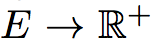 E → ℝ⁺